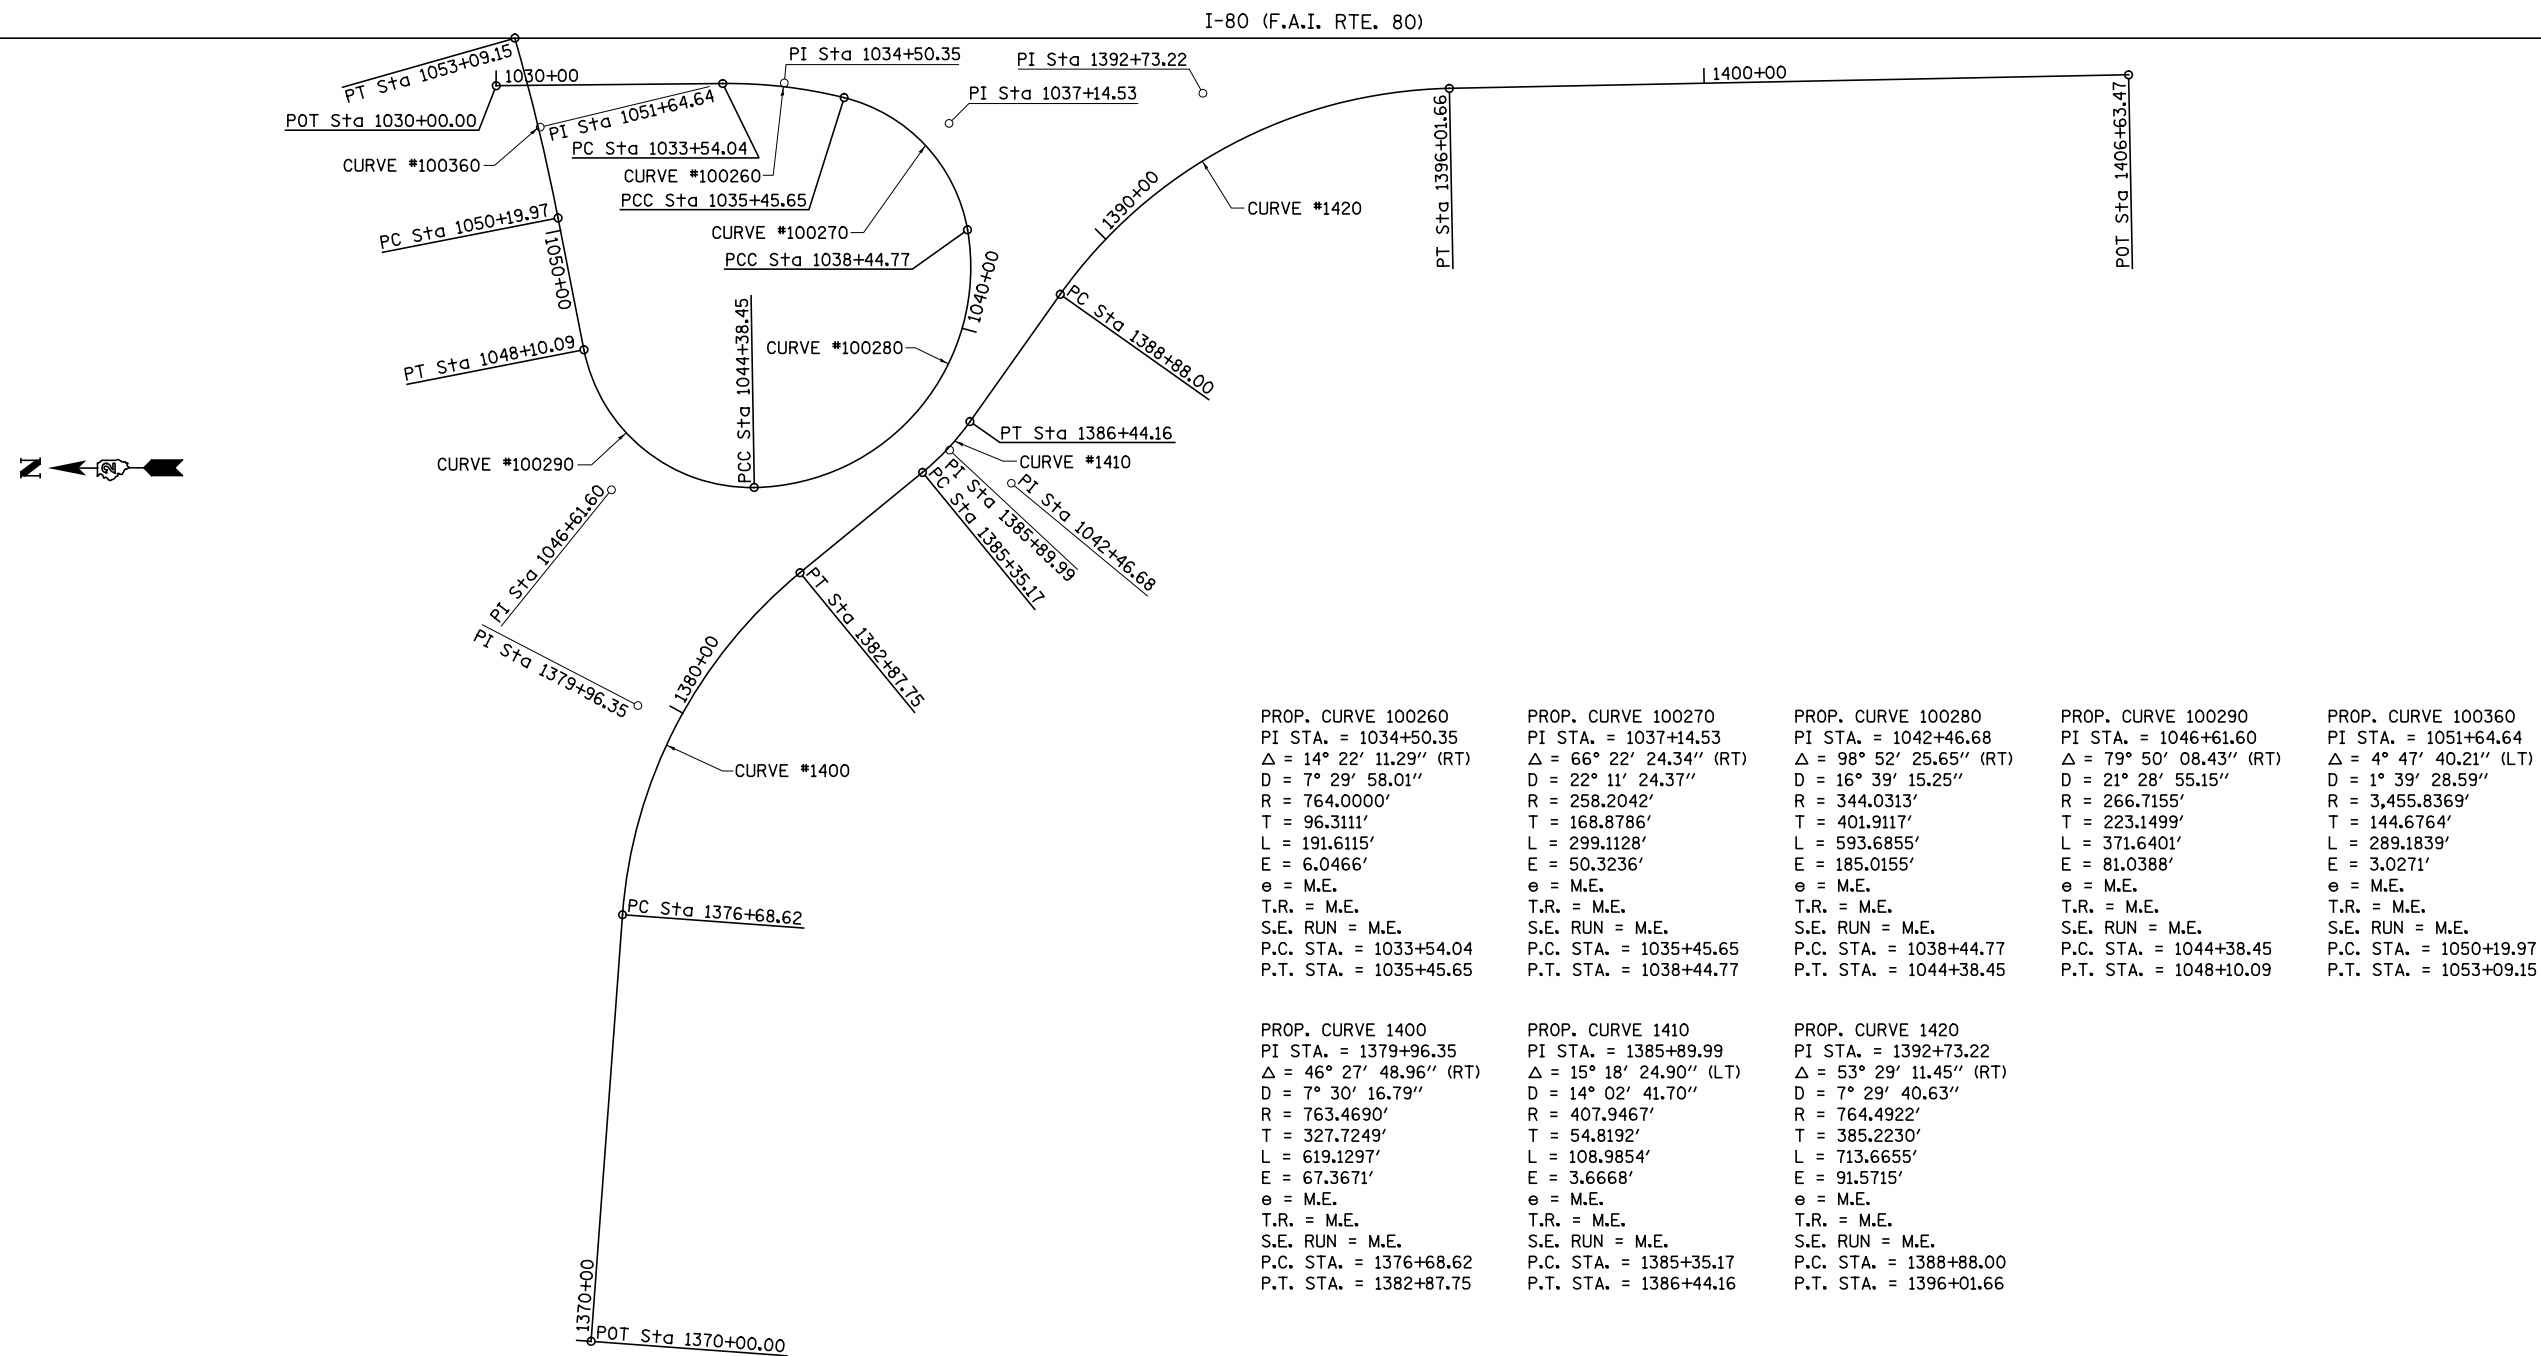 I-80 (F.A.I. RTE. 80)
PT Sta 1053+09.15
1030+00
POT Sta 1030+00.00
PI Sta 1051+64.64
CURVE #100360
PC Sta 1033+54.04
PI Sta 1034+50.35
CURVE #100260
PCC Sta 1035+45.65
PI Sta 1037+14.53
CURVE #100270
PCC Sta 1038+44.77
PC Sta 1050+19.97
1050+00
PT Sta 1048+10.09
1040+00
CURVE #100280
PCC Sta 1044+38.45
CURVE #100290
PI Sta 1046+61.60
PI Sta 1042+46.68
PI Sta 1392+73.22
1400+00
PT Sta 1396+01.66
POT Sta 1406+63.47
1390+00
CURVE #1420
PC Sta 1388+88.00
PT Sta 1386+44.16
CURVE #1410
PI Sta 1385+89.99
PC Sta 1385+35.17
PT Sta 1382+87.75
PI Sta 1379+96.35
1380+00
CURVE #1400
PC Sta 1376+68.62
1370+00
POT Sta 1370+00.00
N
2
PROP. CURVE 100260
PI STA. = 1034+50.35
Δ = 14° 22' 11.29'' (RT)
D = 7° 29' 58.01''
R = 764.0000'
T = 96.3111'
L = 191.6115'
E = 6.0466'
e = M.E.
T.R. = M.E.
S.E. RUN = M.E.
P.C. STA. = 1033+54.04
P.T. STA. = 1035+45.65
PROP. CURVE 100270
PI STA. = 1037+14.53
Δ = 66° 22' 24.34'' (RT)
D = 22° 11' 24.37''
R = 258.2042'
T = 168.8786'
L = 299.1128'
E = 50.3236'
e = M.E.
T.R. = M.E.
S.E. RUN = M.E.
P.C. STA. = 1035+45.65
P.T. STA. = 1038+44.77
PROP. CURVE 100280
PI STA. = 1042+46.68
Δ = 98° 52' 25.65'' (RT)
D = 16° 39' 15.25''
R = 344.0313'
T = 401.9117'
L = 593.6855'
E = 185.0155'
e = M.E.
T.R. = M.E.
S.E. RUN = M.E.
P.C. STA. = 1038+44.77
P.T. STA. = 1044+38.45
PROP. CURVE 100290
PI STA. = 1046+61.60
Δ = 79° 50' 08.43'' (RT)
D = 21° 28' 55.15''
R = 266.7155'
T = 223.1499'
L = 371.6401'
E = 81.0388'
e = M.E.
T.R. = M.E.
S.E. RUN = M.E.
P.C. STA. = 1044+38.45
P.T. STA. = 1048+10.09
PROP. CURVE 100360
PI STA. = 1051+64.64
Δ = 4° 47' 40.21'' (LT)
D = 1° 39' 28.59''
R = 3,455.8369'
T = 144.6764'
L = 289.1839'
E = 3.0271'
e = M.E.
T.R. = M.E.
S.E. RUN = M.E.
P.C. STA. = 1050+19.97
P.T. STA. = 1053+09.15
PROP. CURVE 1400
PI STA. = 1379+96.35
Δ = 46° 27' 48.96'' (RT)
D = 7° 30' 16.79''
R = 763.4690'
T = 327.7249'
L = 619.1297'
E = 67.3671'
e = M.E.
T.R. = M.E.
S.E. RUN = M.E.
P.C. STA. = 1376+68.62
P.T. STA. = 1382+87.75
PROP. CURVE 1410
PI STA. = 1385+89.99
Δ = 15° 18' 24.90'' (LT)
D = 14° 02' 41.70''
R = 407.9467'
T = 54.8192'
L = 108.9854'
E = 3.6668'
e = M.E.
T.R. = M.E.
S.E. RUN = M.E.
P.C. STA. = 1385+35.17
P.T. STA. = 1386+44.16
PROP. CURVE 1420
PI STA. = 1392+73.22
Δ = 53° 29' 11.45'' (RT)
D = 7° 29' 40.63''
R = 764.4922'
T = 385.2230'
L = 713.6655'
E = 91.5715'
e = M.E.
T.R. = M.E.
S.E. RUN = M.E.
P.C. STA. = 1388+88.00
P.T. STA. = 1396+01.66